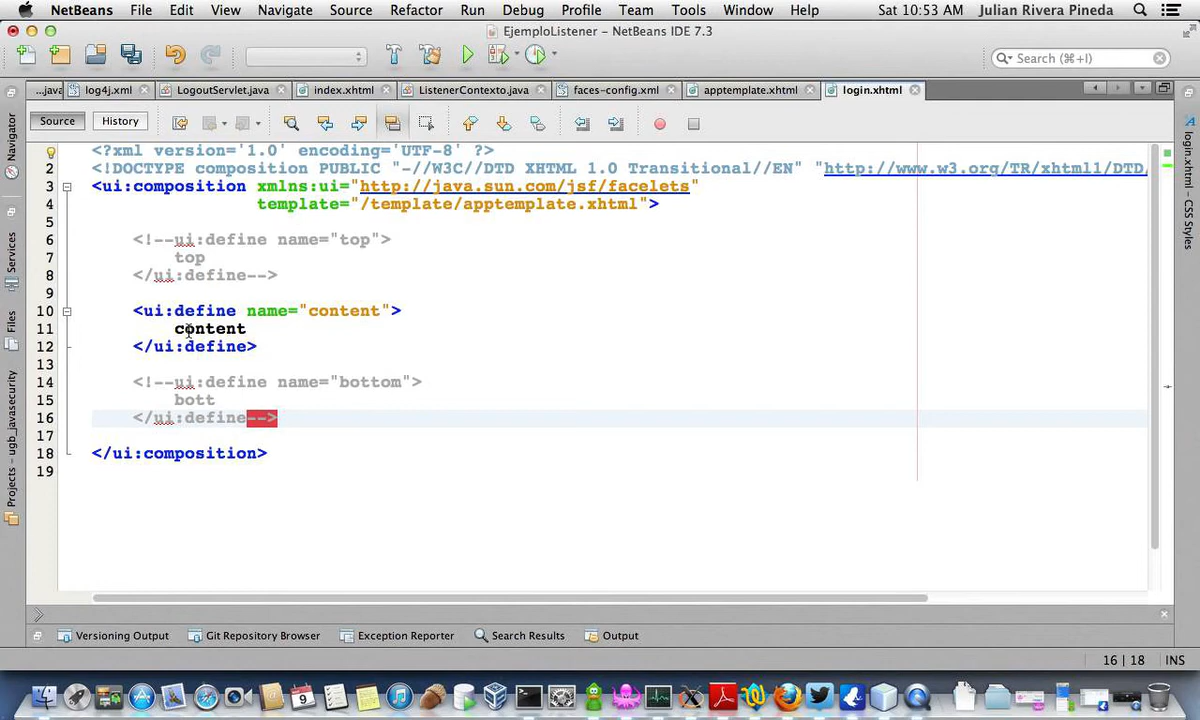 NetBeans File Edit View Navigate Source Refactor Run Debug Profile Team Tools Window Help Sat 10:53 AM Julian Rivera Pineda
EjemploListener - NetBeans IDE 7.3
Search (⌘+I)
...java log4j.xml LogoutServlet.java index.xhtml ListenerContexto.java faces-config.xml apptemplate.xhtml login.xhtml
Source History
Navigator
Services
Files
Projects - ugb_javasecurity
login.xhtml - CSS Styles
<?xml version='1.0' encoding='UTF-8' ?>
2 <!DOCTYPE composition PUBLIC "-//W3C//DTD XHTML 1.0 Transitional//EN" "http://www.w3.org/TR/xhtml1/DTD/
3 <ui:composition xmlns:ui="http://java.sun.com/jsf/facelets"
4 template="/template/apptemplate.xhtml">
5
6 <!--ui:define name="top">
7 top
8 </ui:define-->
9
10 <ui:define name="content">
11 content
12 </ui:define>
13
14 <!--ui:define name="bottom">
15 bott
16 </ui:define-->
17
18 </ui:composition>
19
Versioning Output Git Repository Browser Exception Reporter Search Results Output
16 | 18 INS
9